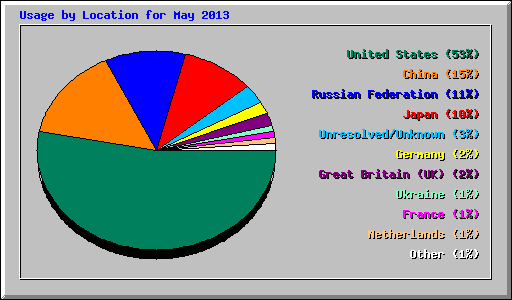 Usage by Location for May 2013
United States (53%)
China (15%)
Russian Federation (11%)
Japan (10%)
Unresolved/Unknown (3%)
Germany (2%)
Great Britain (UK) (2%)
Ukraine (1%)
France (1%)
Netherlands (1%)
Other (1%)